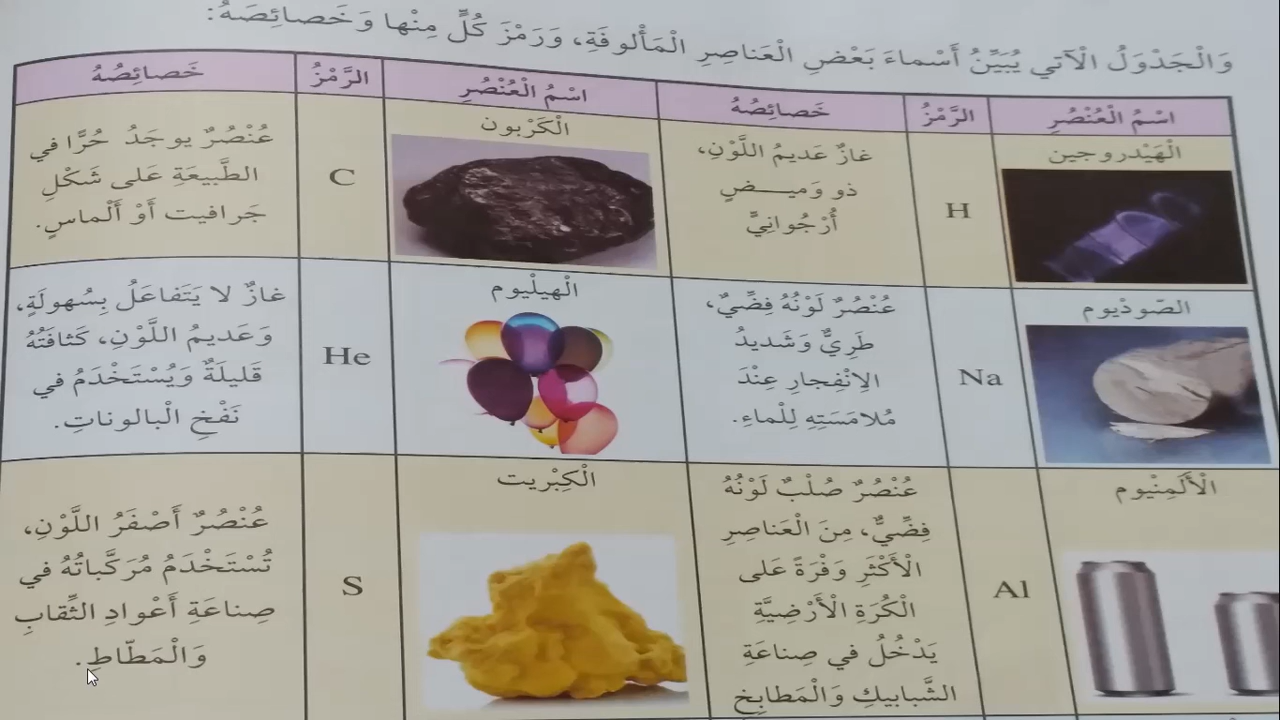 وَالْجَدْوَلُ الْآتي يُبَيِّنُ أَسْماءَ بَعْضِ الْعَناصِرِ الْمَأْلوفَةِ، وَرَمْزَ كُلٍّ مِنْها وَخَصائِصَهُ:
اسْمُ الْعُنْصُرِ
الرَّمْزُ
خَصائِصُهُ
اسْمُ الْعُنْصُرِ
الرَّمْزُ
خَصائِصُهُ
الْهَيْدروجين
H
غازٌ عَديمُ اللَّوْنِ،
ذو وَميـــضٍ
أُرْجُوانِيٍّ
الْكَرْبون
C
عُنْصُرٌ يوجَدُ حُرًّا في
الطَّبيعَةِ عَلى شَكْلِ
جَرافيت أَوْ أَلْماسٍ.
الصّوديْوم
Na
عُنْصُرٌ لَوْنُهُ فِضِّيٌّ،
طَرِيٌّ وَشَديدُ
الِانْفِجارِ عِنْدَ
مُلامَسَتِهِ لِلْماءِ.
الْهيلْيوم
He
غازٌ لا يَتَفاعَلُ بِسُهولَةٍ،
وَعَديمُ اللَّوْنِ، كَثافَتُهُ
قَليلَةٌ وَيُسْتَخْدَمُ في
نَفْخِ الْبالوناتِ.
الْأَلَمِنْيوم
Al
عُنْصُرٌ صُلْبٌ لَوْنُهُ
فِضِّيٌّ، مِنَ الْعَناصِرِ
الْأَكْثَرِ وَفْرَةً عَلى
الْكُرَةِ الْأَرْضِيَّةِ
يَدْخُلُ في صِناعَةِ
الشَّبابيكِ وَالْمَطابِخِ
الْكِبْريت
S
عُنْصُرٌ أَصْفَرُ اللَّوْنِ،
تُسْتَخْدَمُ مُرَكَّباتُهُ في
صِناعَةِ أَعْوادِ الثِّقابِ
وَالْمَطّاطِ.